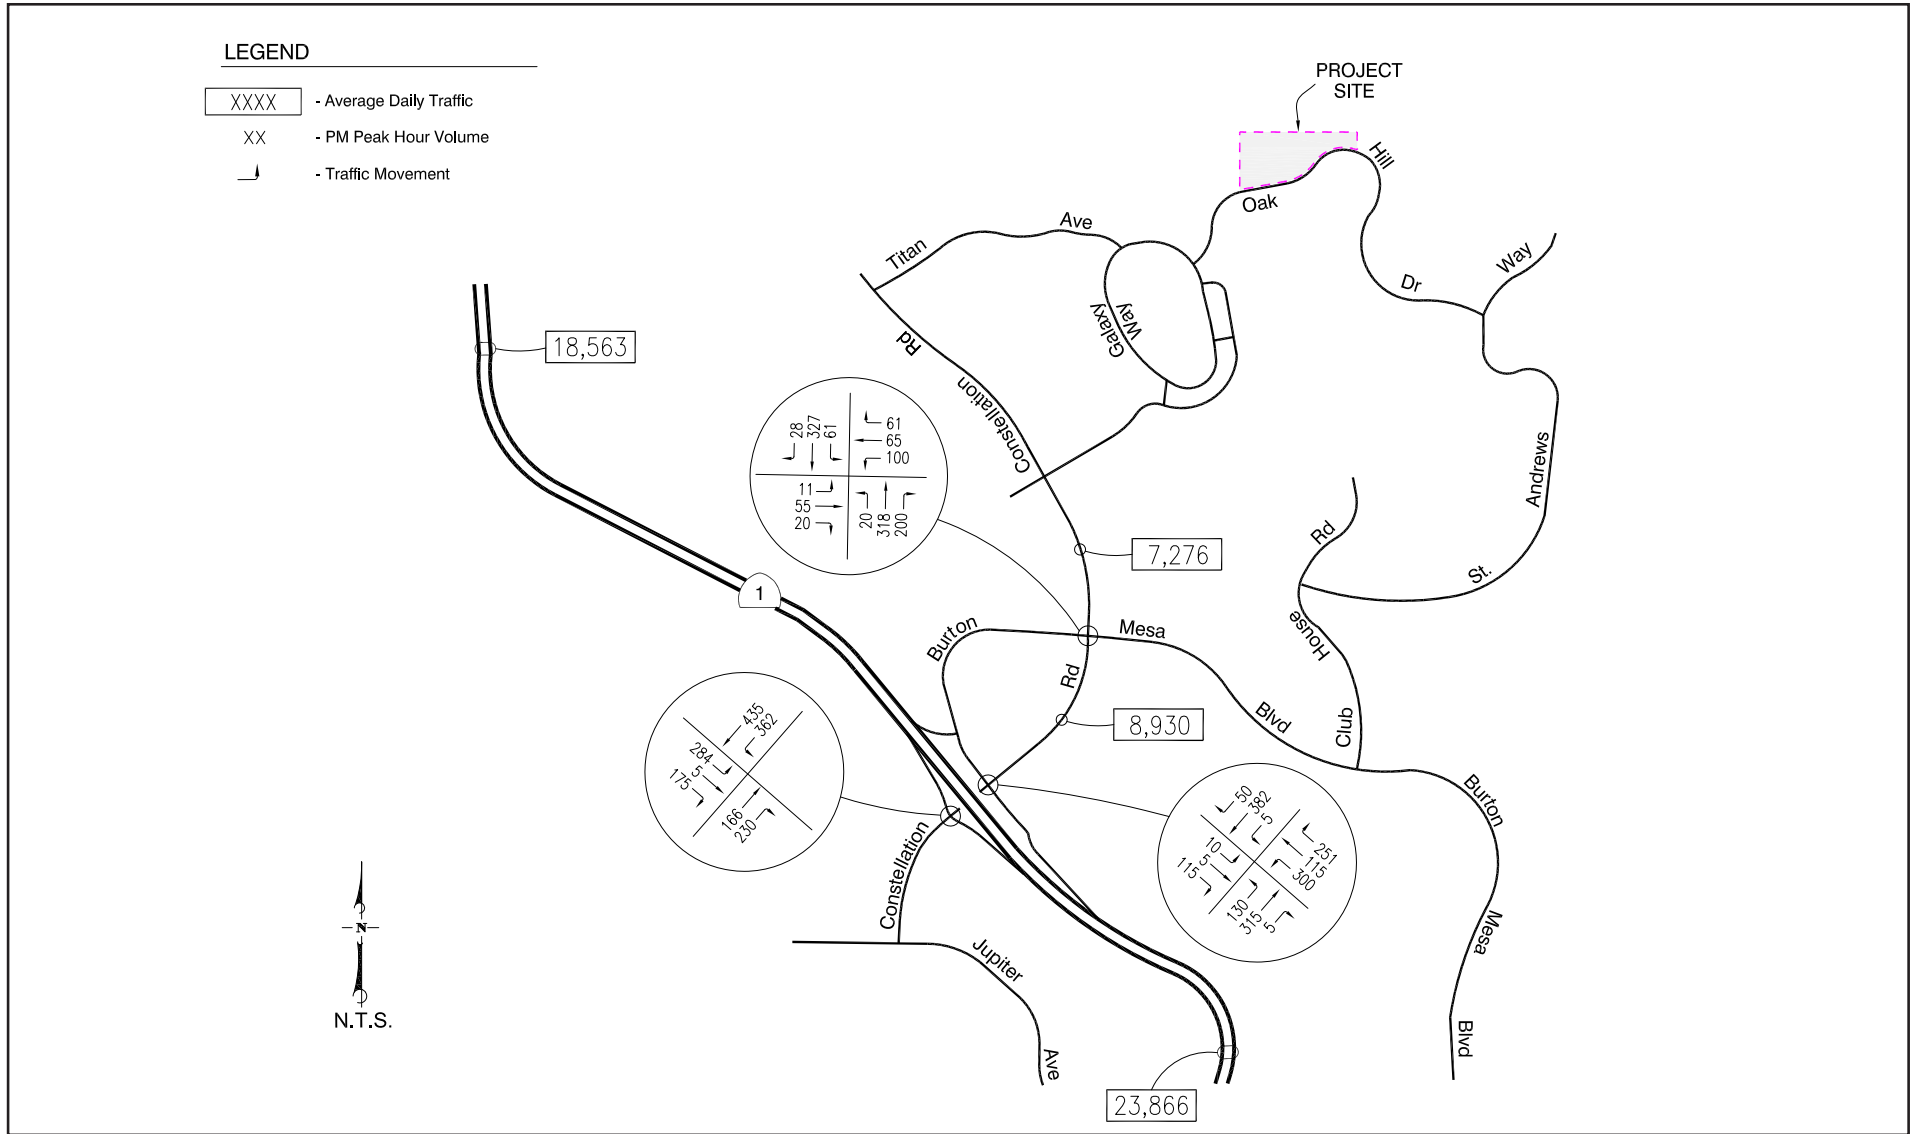 LEGEND
XXXX - Average Daily Traffic
XX - PM Peak Hour Volume
- Traffic Movement
PROJECT
SITE
Hill
Oak
Dr
Way
Titan
Ave
Galaxy
Way
Rd
Constellation
18,563
28
327
61
61
65
100
11
55
20
20
318
200
7,276
Andrews
St.
Rd
House
Club
1
Burton
Mesa
Rd
Blvd
8,930
Burton
Mesa
Blvd
435
362
284
5
175
166
230
50
382
5
251
115
300
10
5
115
130
315
5
Constellation
Jupiter
Ave
N
N.T.S.
23,866